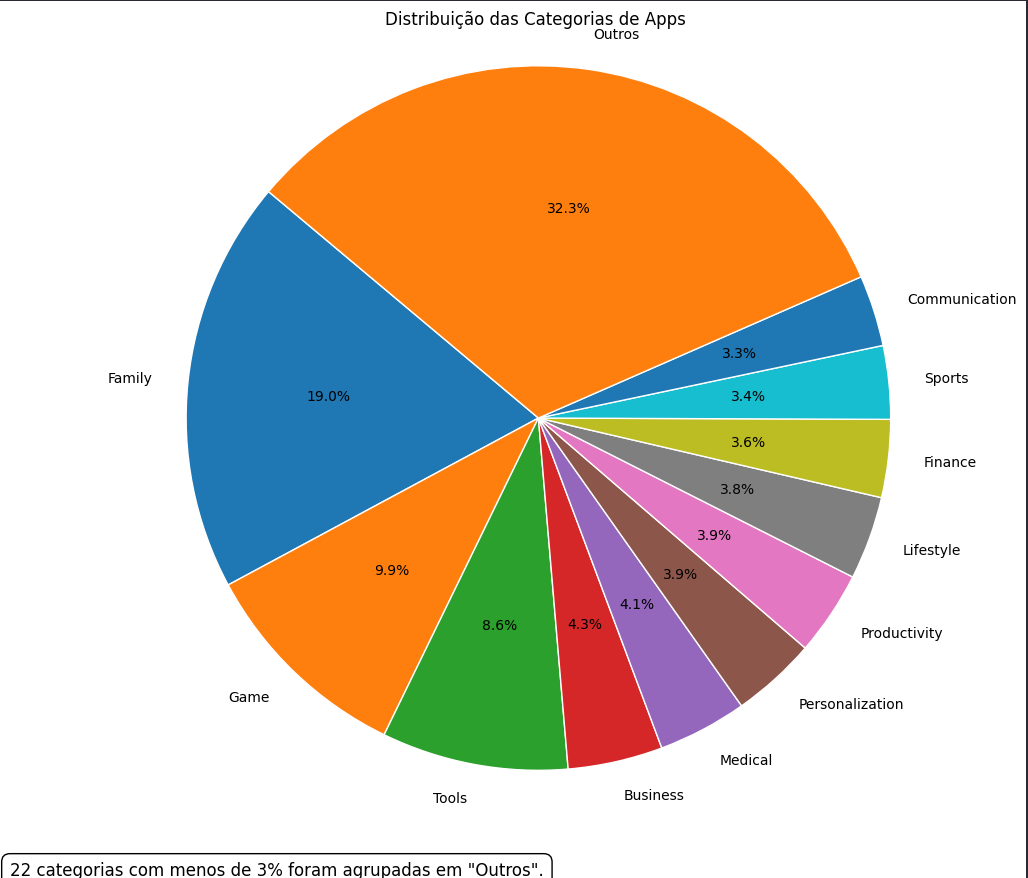 Distribuição das Categorias de Apps
Outros
32.3%
Communication
3.3%
Sports
3.4%
Family
19.0%
3.6%
Finance
3.8%
Lifestyle
3.9%
Productivity
9.9%
Game
3.9%
Personalization
4.1%
Medical
4.3%
Business
8.6%
Tools
22 categorias com menos de 3% foram agrupadas em "Outros".